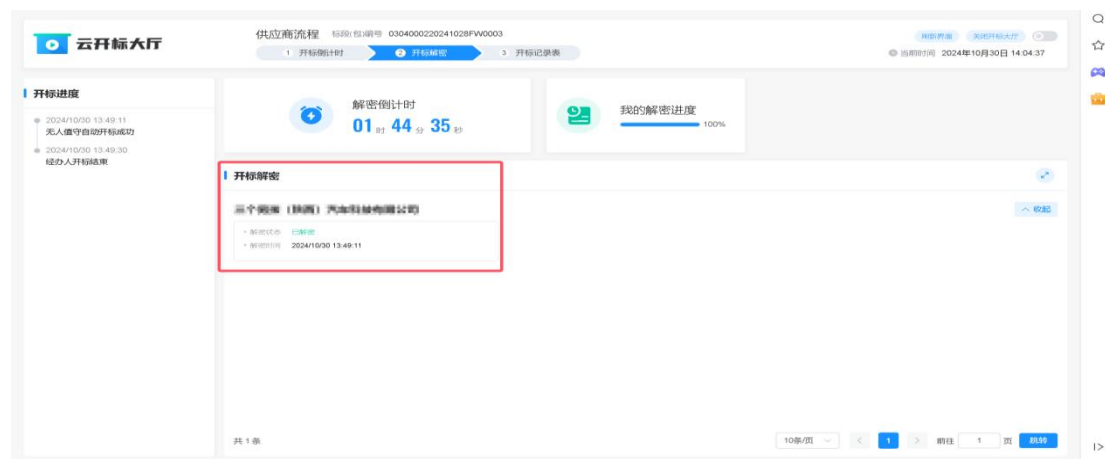 云开标大厅
供应商流程 标段(包)编号 0304000220241028FW0003
1 开标倒计时 2 开标解密 3 开标记录表
刷新界面 关闭开标大厅
当前时间 2024年10月30日 14:04:37
开标进度
2024/10/30 13:49:11
无人值守自动开标成功
2024/10/30 13:49:30
经办人开标结束
解密倒计时
01 时 44 分 35 秒
我的解密进度
100%
开标解密
收起
解密状态 已解密
解密时间 2024/10/30 13:49:11
共 1 条
10条/页 < 1 > 前往 1 页 跳转